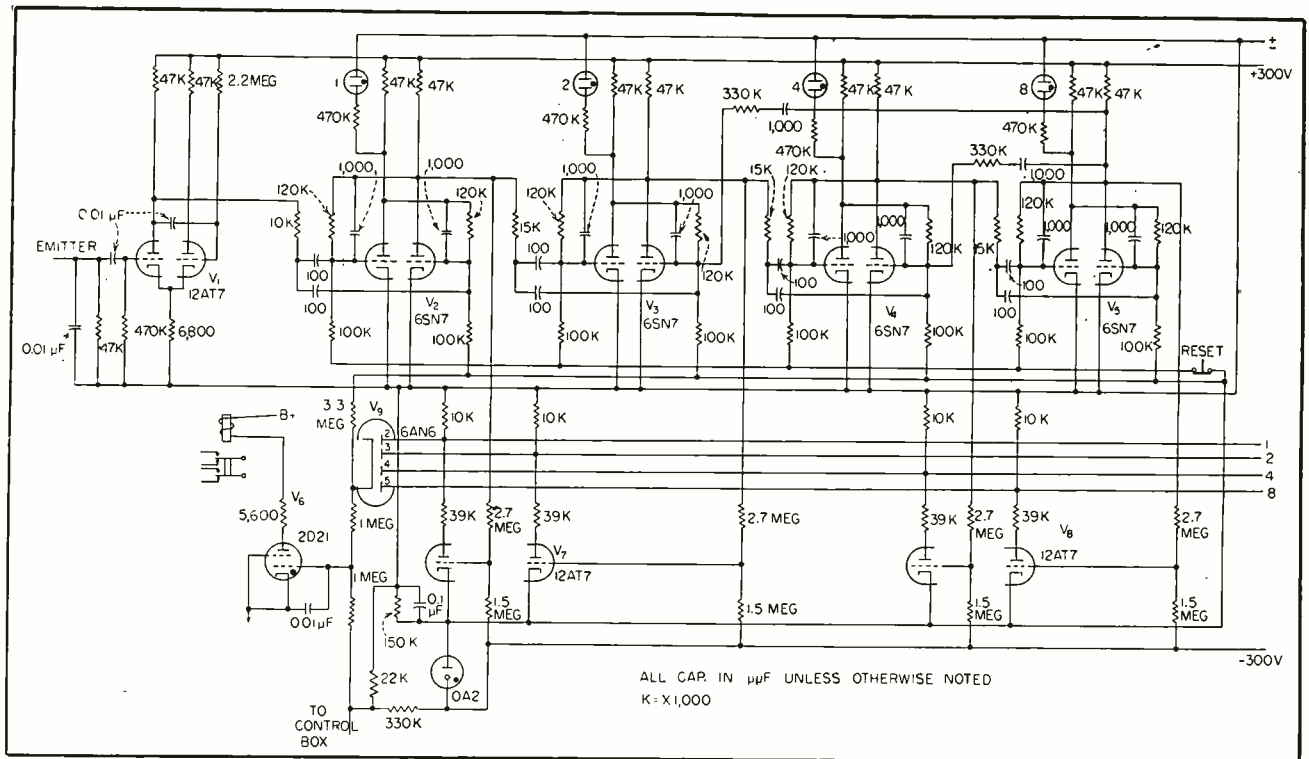 ±
+300V
47K
47K
2.2 MEG
1
47K
47K
470K
2
47K
47K
470K
330K
1,000
4
47K
47K
470K
8
47K
47K
470K
330K
1,000
0.01 µF
120K
10K
1,000
1,000
120K
15K
120K
1,000
1,000
120K
15K
120K
1,000
1,000
120K
15K
120K
1,000
1,000
120K
EMITTER
V1
12AT7
100
100
V2
6SN7
100
100
V3
6SN7
100
100
V4
6SN7
100
100
V5
6SN7
0.01 µF
47K
470K
6,800
100K
100K
100K
100K
100K
100K
100K
100K
RESET
3.3
MEG
V9
6AN6
2
3
4
5
10K
10K
10K
10K
1
2
4
8
B+
V6
5,600
2D21
1 MEG
1 MEG
0.01µF
39K
2.7
MEG
39K
V7
12AT7
2.7 MEG
39K
2.7
MEG
39K
V8
12AT7
2.7
MEG
0.1
µF
150K
1.5
MEG
1.5 MEG
1.5
MEG
1.5
MEG
22K
330K
OA2
-300V
TO
CONTROL
BOX
ALL CAP. IN µµF UNLESS OTHERWISE NOTED
K= X 1,000